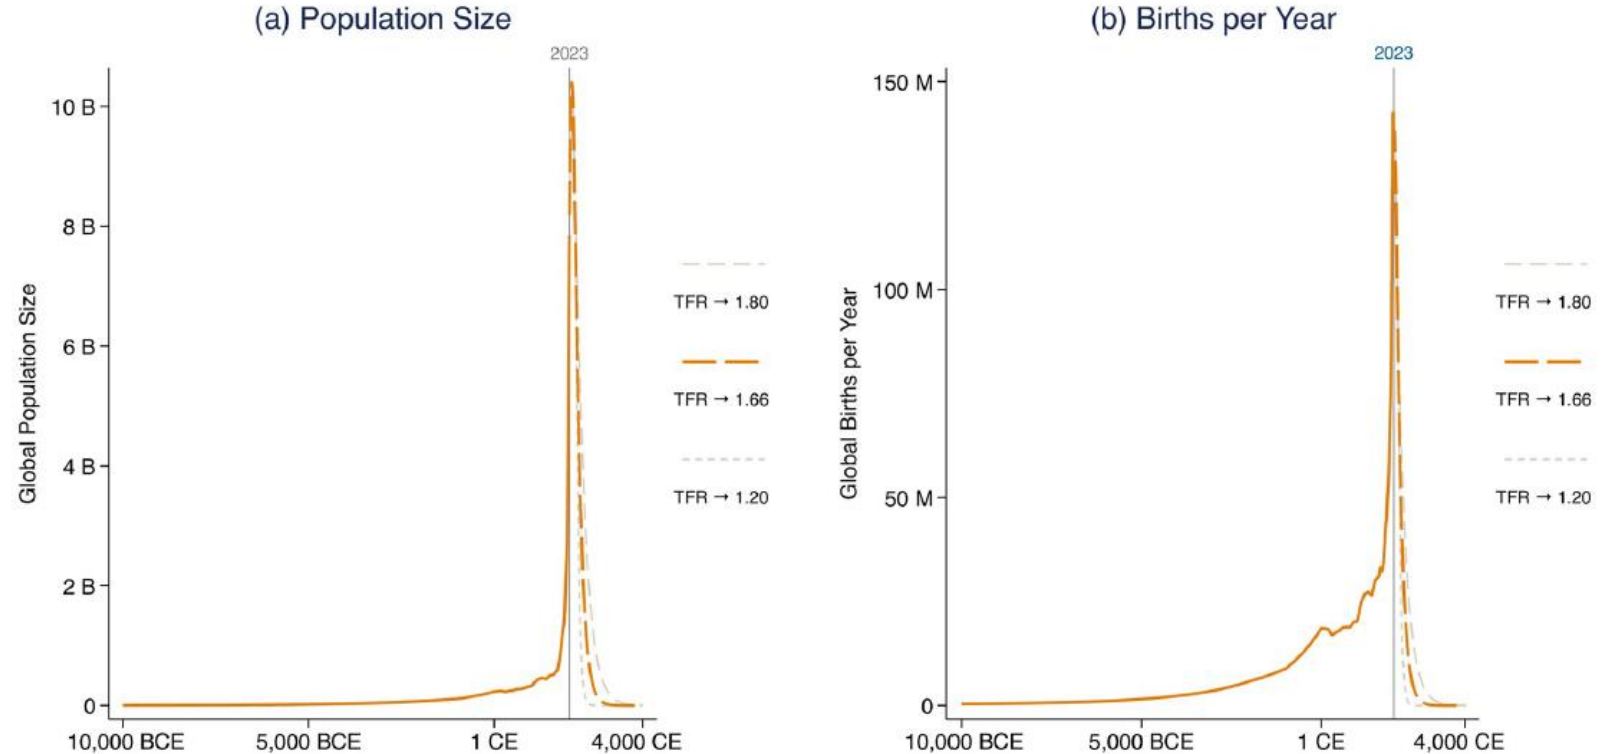 (a) Population Size
2023
10 B
8 B
6 B
4 B
2 B
0
Global Population Size
10,000 BCE
5,000 BCE
1 CE
4,000 CE
TFR → 1.80
TFR → 1.66
TFR → 1.20
(b) Births per Year
2023
150 M
100 M
50 M
0
Global Births per Year
10,000 BCE
5,000 BCE
1 CE
4,000 CE
TFR → 1.80
TFR → 1.66
TFR → 1.20